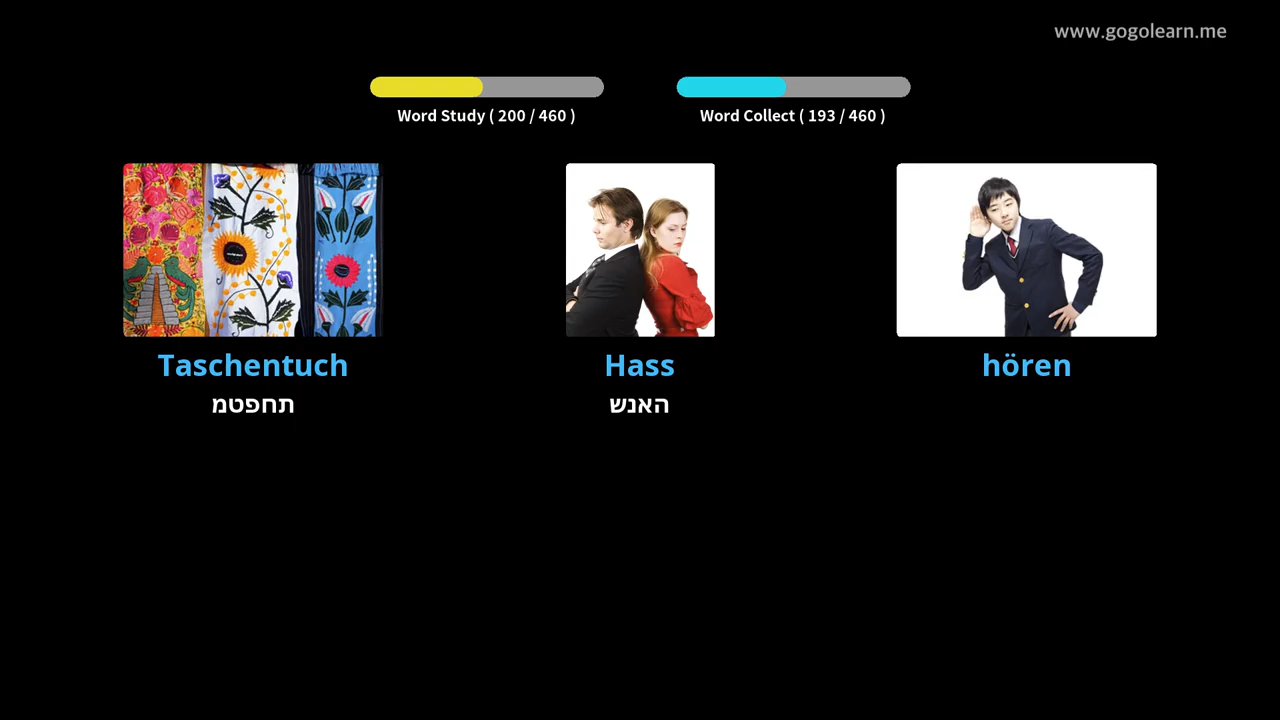 www.gogolearn.me
Word Study ( 200 / 460 )
Word Collect ( 193 / 460 )
Taschentuch
תחפטמ
Hass
האנש
hören